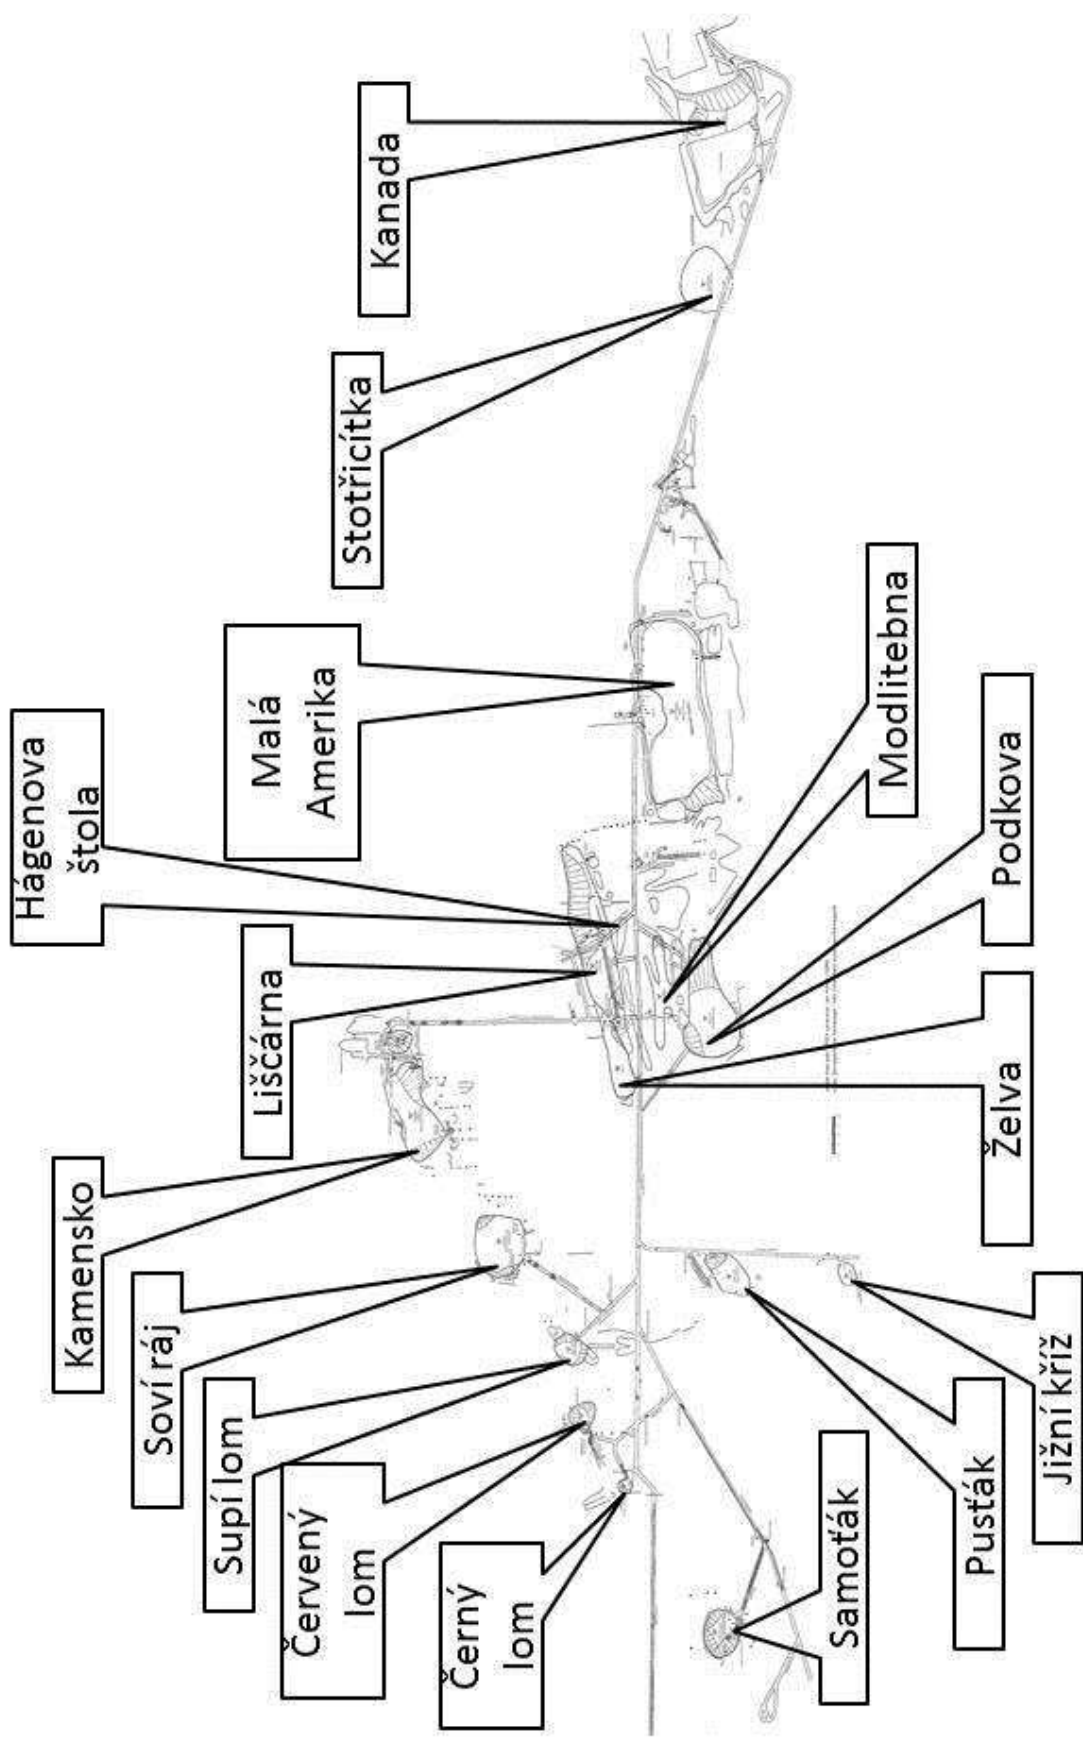 Hágenova
štola
Kamensko
Liščárna
Malá
Amerika
Stotřicítka
Kanada
Soví ráj
Supí lom
Červený
lom
Černý
lom
Samoťák
Pusťák
Jižní kříž
Želva
Podkova
Modlitebna